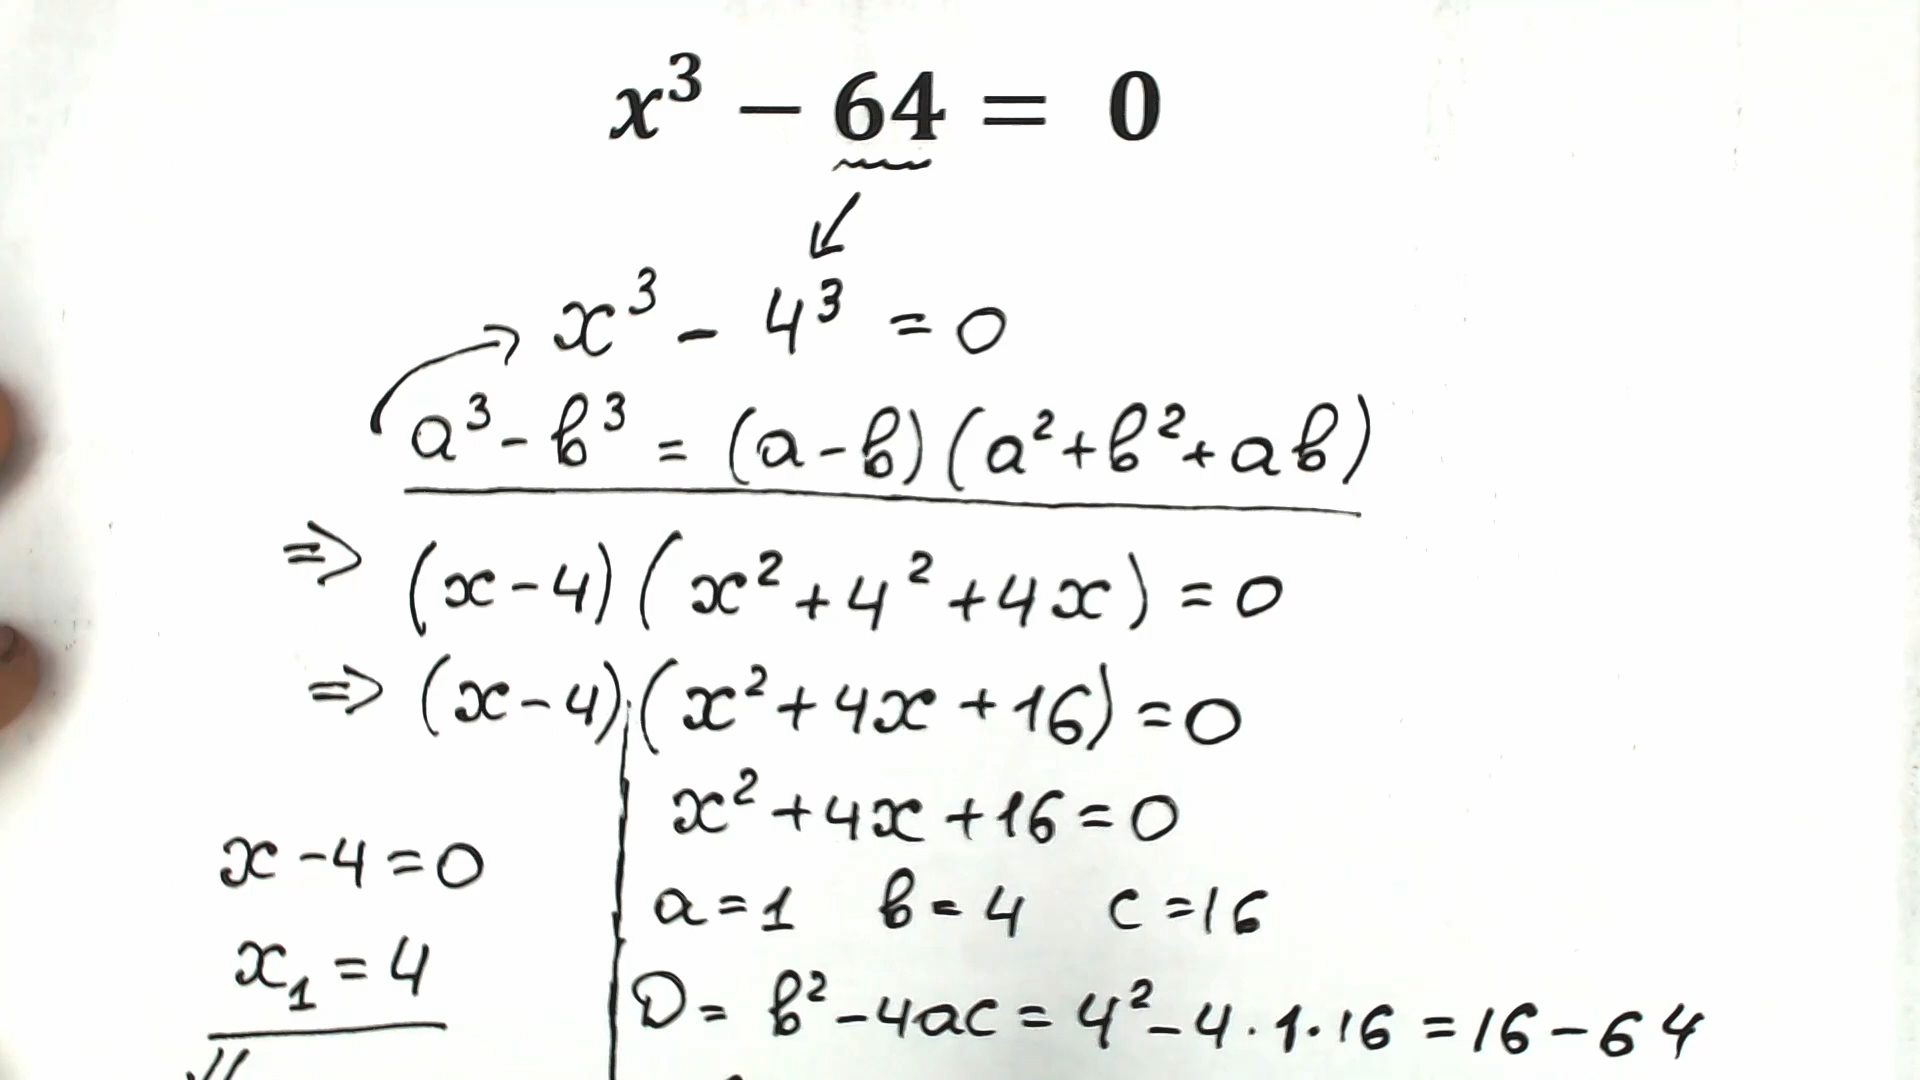 x³ − 64 = 0
x³ - 4³ = 0
a³ - b³ = (a - b)(a² + b² + ab)
=> (x - 4)(x² + 4² + 4x) = 0
=> (x - 4)·(x² + 4x + 16) = 0
x - 4 = 0
x₁ = 4
x² + 4x + 16 = 0
a = 1 b = 4 c = 16
D = b² - 4ac = 4² - 4 · 1 · 16 = 16 - 64